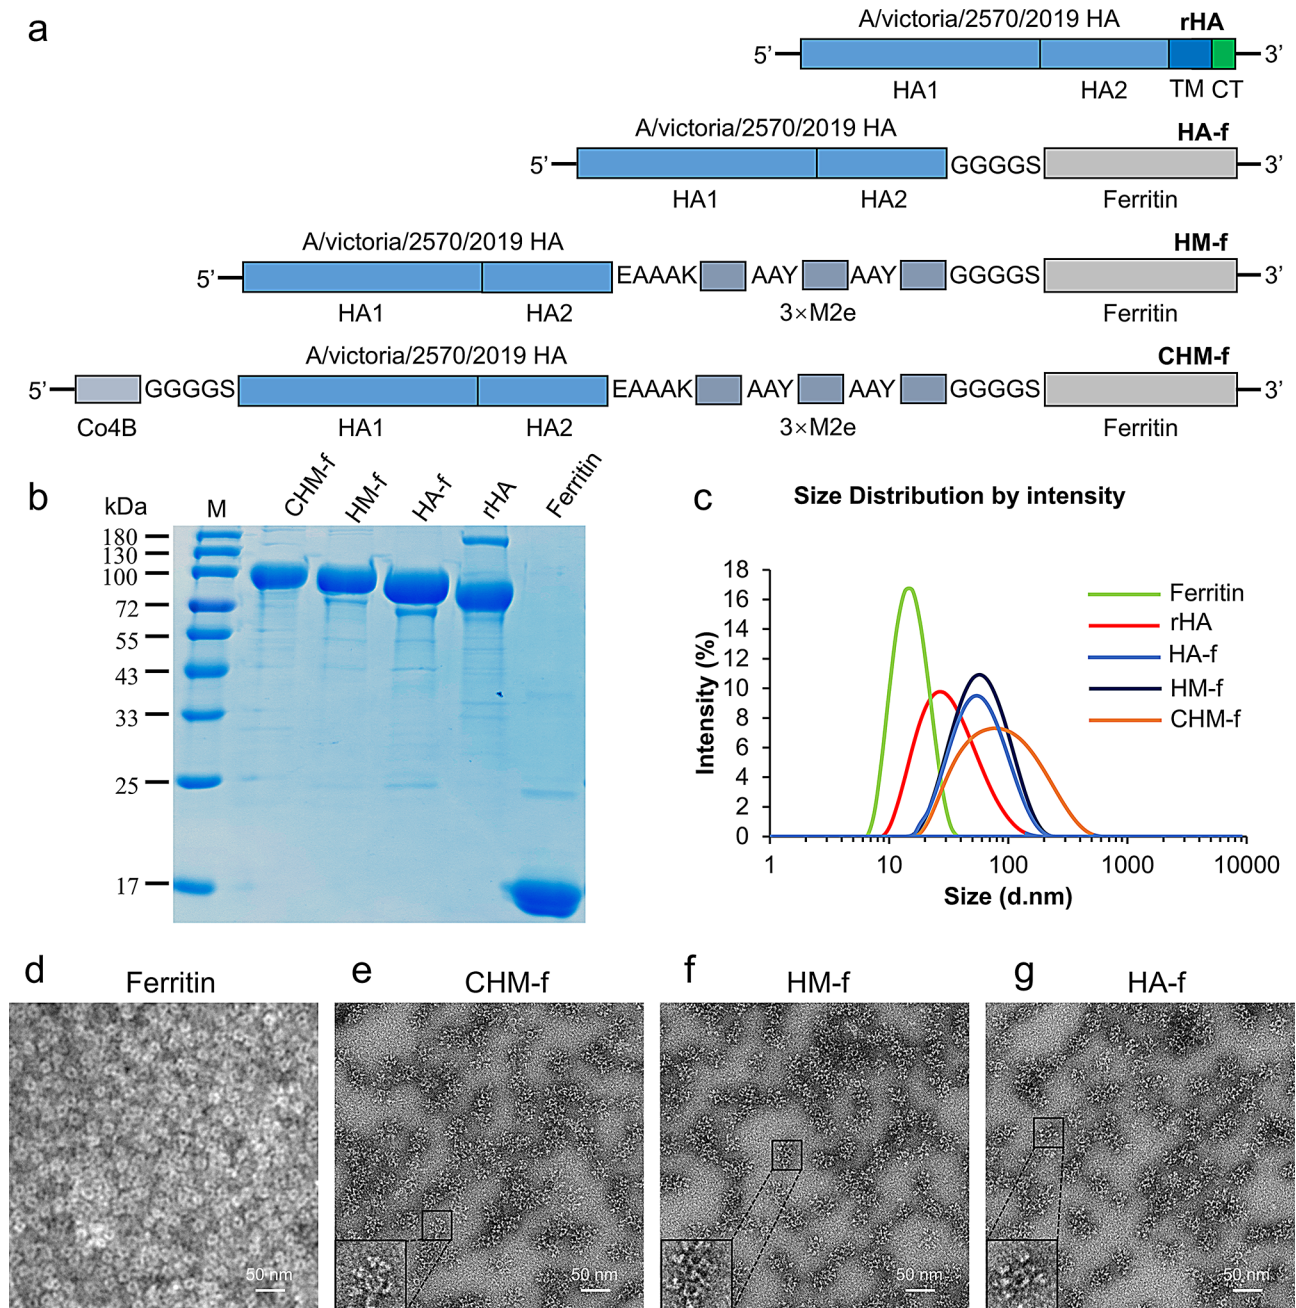 a
A/victoria/2570/2019 HA rHA
5’ 3’
HA1 HA2 TM CT
A/victoria/2570/2019 HA HA-f
5’ GGGGS 3’
HA1 HA2 Ferritin
A/victoria/2570/2019 HA HM-f
5’ EAAAK AAY AAY GGGGS 3’
HA1 HA2 3×M2e Ferritin
A/victoria/2570/2019 HA CHM-f
5’ GGGGS EAAAK AAY AAY GGGGS 3’
Co4B HA1 HA2 3×M2e Ferritin
b
kDa M CHM-f HM-f HA-f rHA Ferritin
180
130
100
72
55
43
33
25
17
c Size Distribution by intensity
Intensity (%)
18
16
14
12
10
8
6
4
2
0
1 10 100 1000 10000
Size (d.nm)
Ferritin
rHA
HA-f
HM-f
CHM-f
d Ferritin
50 nm
e CHM-f
50 nm
f HM-f
50 nm
g HA-f
50 nm